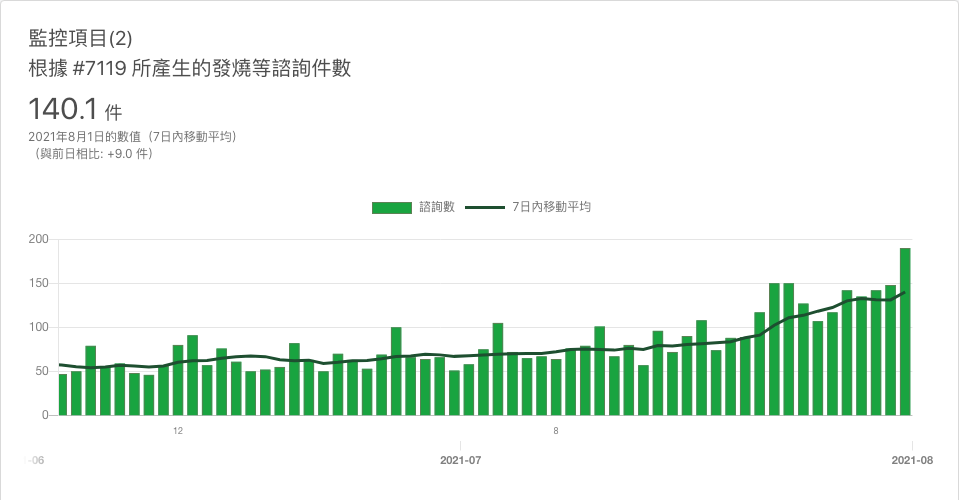 監控項目(2)
根據 #7119 所產生的發燒等諮詢件數
140.1 件
2021年8月1日的數值（7日內移動平均）
（與前日相比: +9.0 件）
諮詢數 7日內移動平均
200
150
100
50
0
12 8
-06 2021-07 2021-08